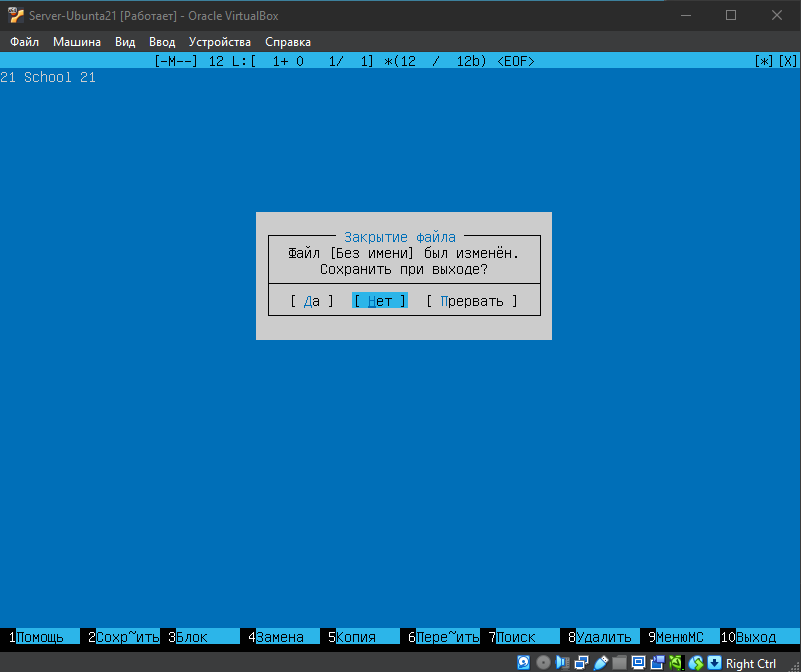 Server-Ubunta21 [Работает] - Oracle VirtualBox
Файл Машина Вид Ввод Устройства Справка
[-M--] 12 L:[ 1+ 0 1/ 1] *(12 / 12b) <EOF> [*][X]
21 School 21
Закрытие файла
Файл [Без имени] был изменён.
Сохранить при выходе?
[ Да ] [ Нет ] [ Прервать ]
1Помощь 2Сохр~ить 3Блок 4Замена 5Копия 6Пере~ить 7Поиск 8Удалить 9МенюMC 10Выход
Right Ctrl